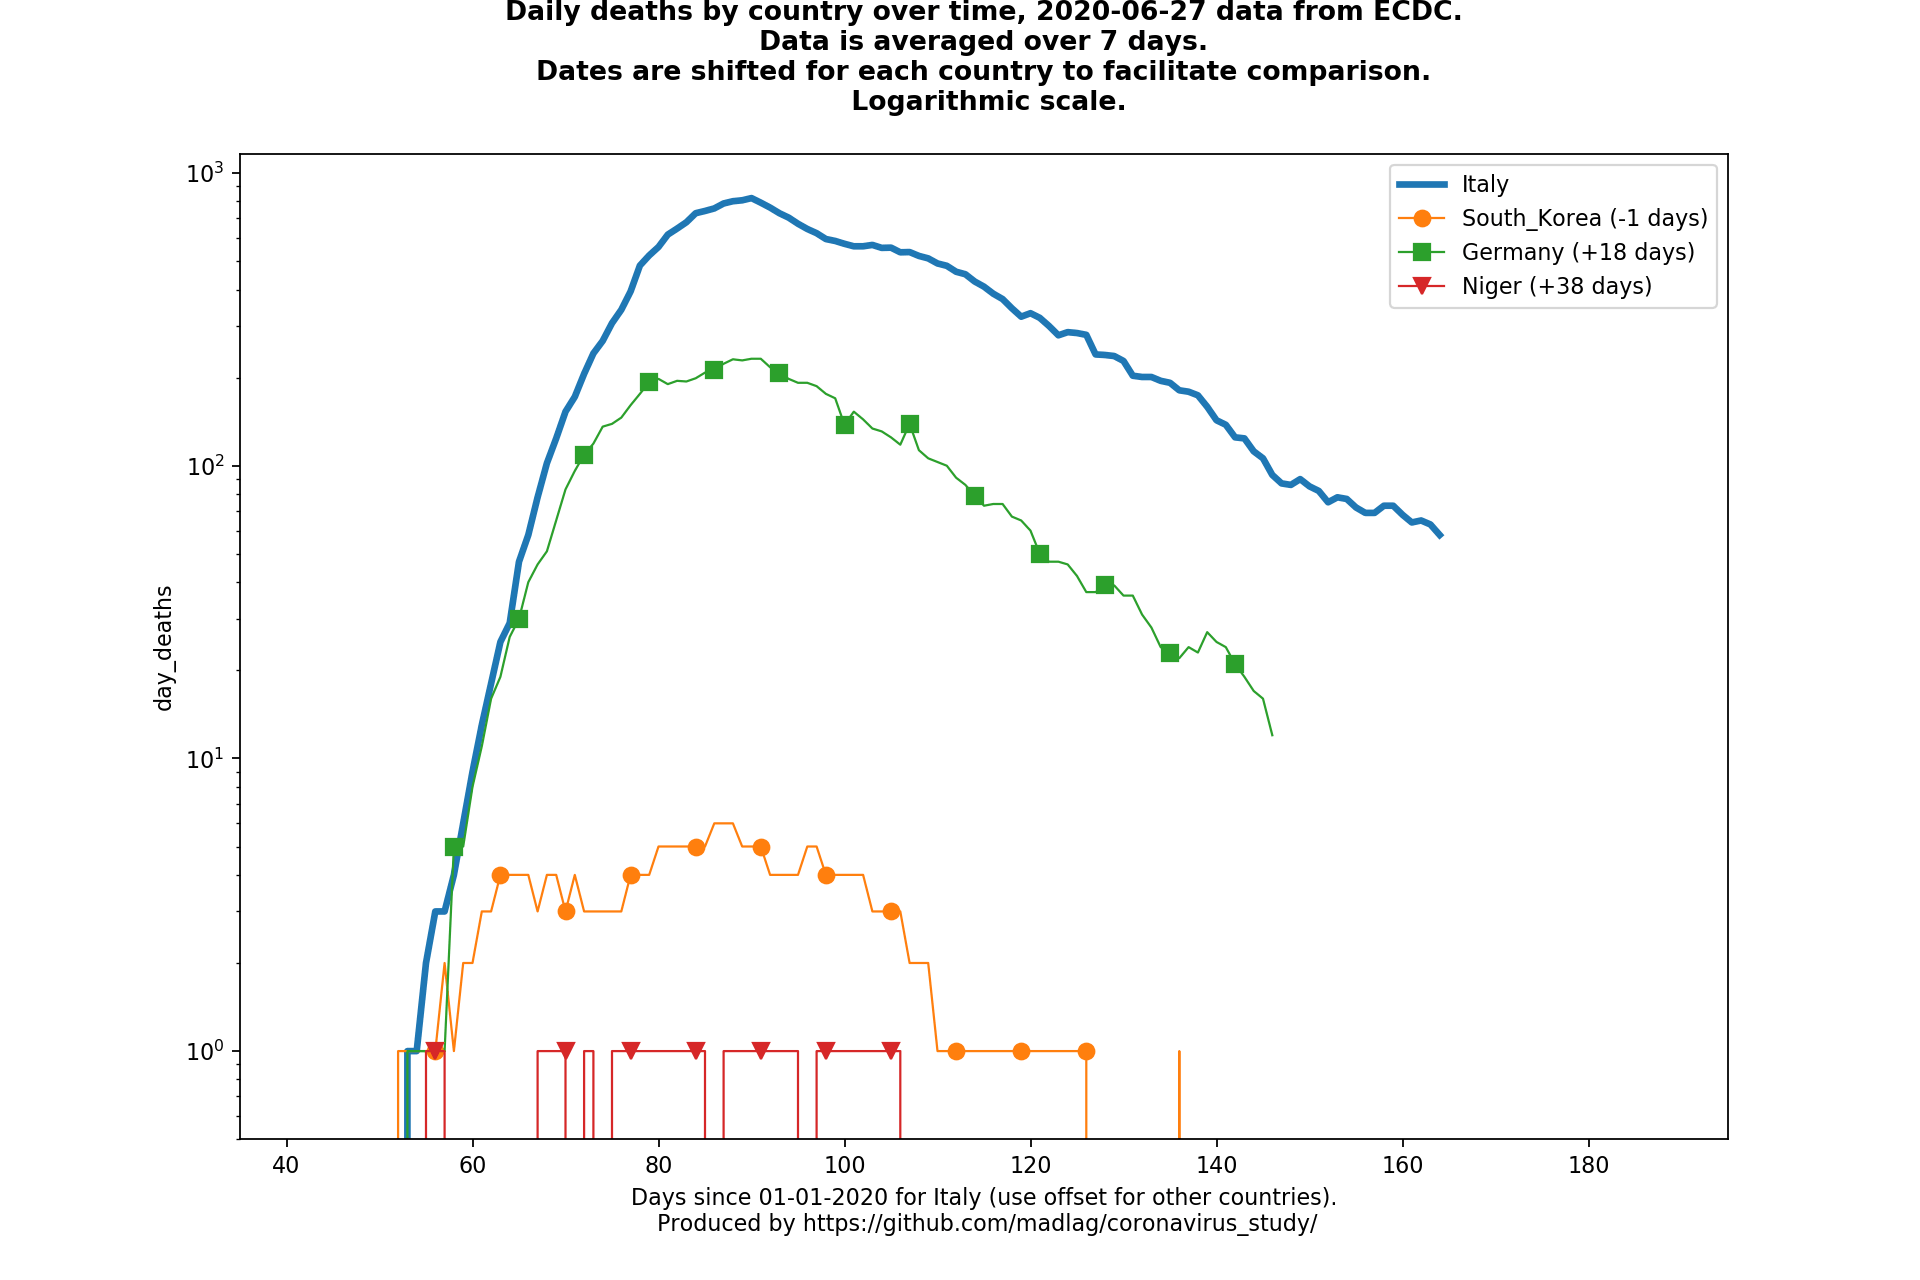 Daily deaths by country over time, 2020-06-27 data from ECDC.
Data is averaged over 7 days.
Dates are shifted for each country to facilitate comparison.
Logarithmic scale.
10³
10²
10¹
10⁰
day_deaths
Italy
South_Korea (-1 days)
Germany (+18 days)
Niger (+38 days)
40 60 80 100 120 140 160 180
Days since 01-01-2020 for Italy (use offset for other countries).
Produced by https://github.com/madlag/coronavirus_study/